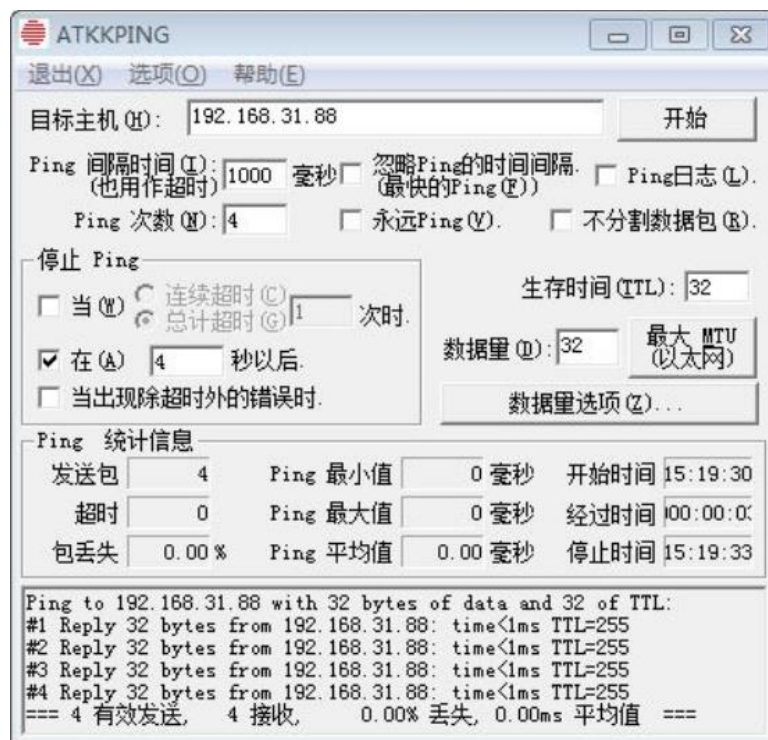 ATKKPING
退出(X) 选项(O) 帮助(E)
目标主机(H): 192.168.31.88 开始
Ping 间隔时间(I): 1000 毫秒 忽略Ping的时间间隔. Ping日志(L).
(也用作超时) (最快的Ping(F))
Ping 次数(N): 4 永远Ping(V). 不分割数据包(R).
停止 Ping
当(W) 连续超时(C) 1 次时.
总计超时(G)
生存时间(TTL): 32
在(A) 4 秒以后.
数据量(D): 32 最大 MTU
(以太网)
当出现除超时外的错误时.
数据量选项(Z)...
Ping 统计信息
发送包 4 Ping 最小值 0 毫秒 开始时间 15:19:30
超时 0 Ping 最大值 0 毫秒 经过时间 00:00:03
包丢失 0.00 % Ping 平均值 0.00 毫秒 停止时间 15:19:33
Ping to 192.168.31.88 with 32 bytes of data and 32 of TTL:
#1 Reply 32 bytes from 192.168.31.88: time<1ms TTL=255
#2 Reply 32 bytes from 192.168.31.88: time<1ms TTL=255
#3 Reply 32 bytes from 192.168.31.88: time<1ms TTL=255
#4 Reply 32 bytes from 192.168.31.88: time<1ms TTL=255
=== 4 有效发送, 4 接收, 0.00% 丢失, 0.00ms 平均值 ===